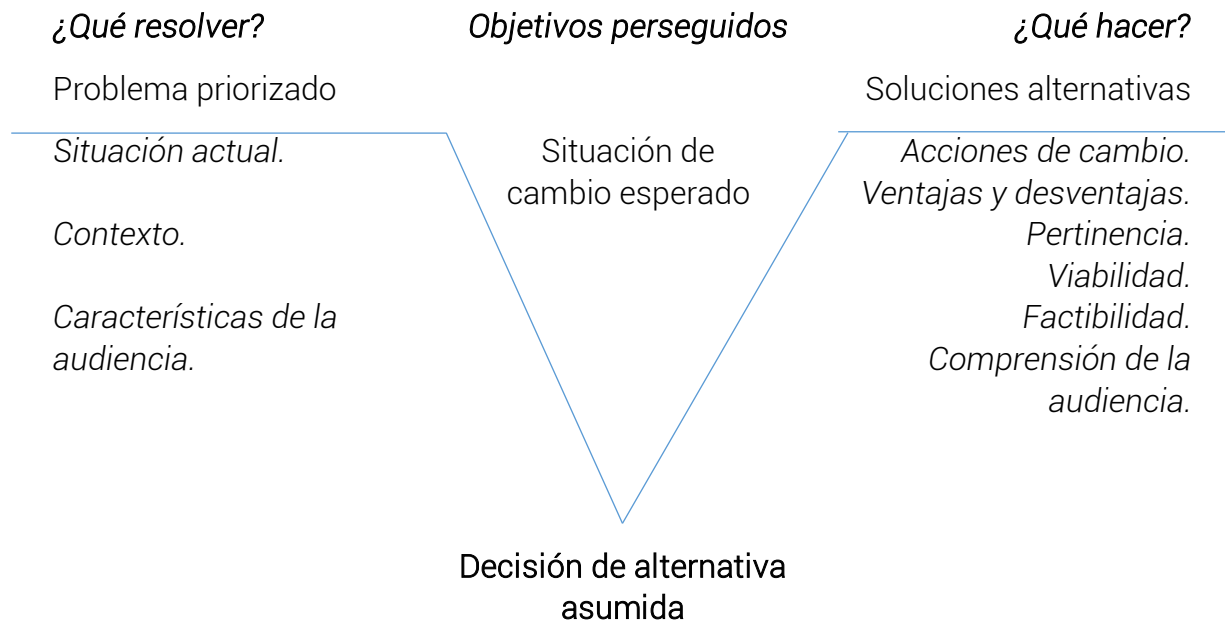 ¿Qué resolver?
Objetivos perseguidos
¿Qué hacer?
Problema priorizado
Soluciones alternativas
Situación actual.
Contexto.
Características de la
audiencia.
Situación de
cambio esperado
Acciones de cambio.
Ventajas y desventajas.
Pertinencia.
Viabilidad.
Factibilidad.
Comprensión de la
audiencia.
Decisión de alternativa
asumida